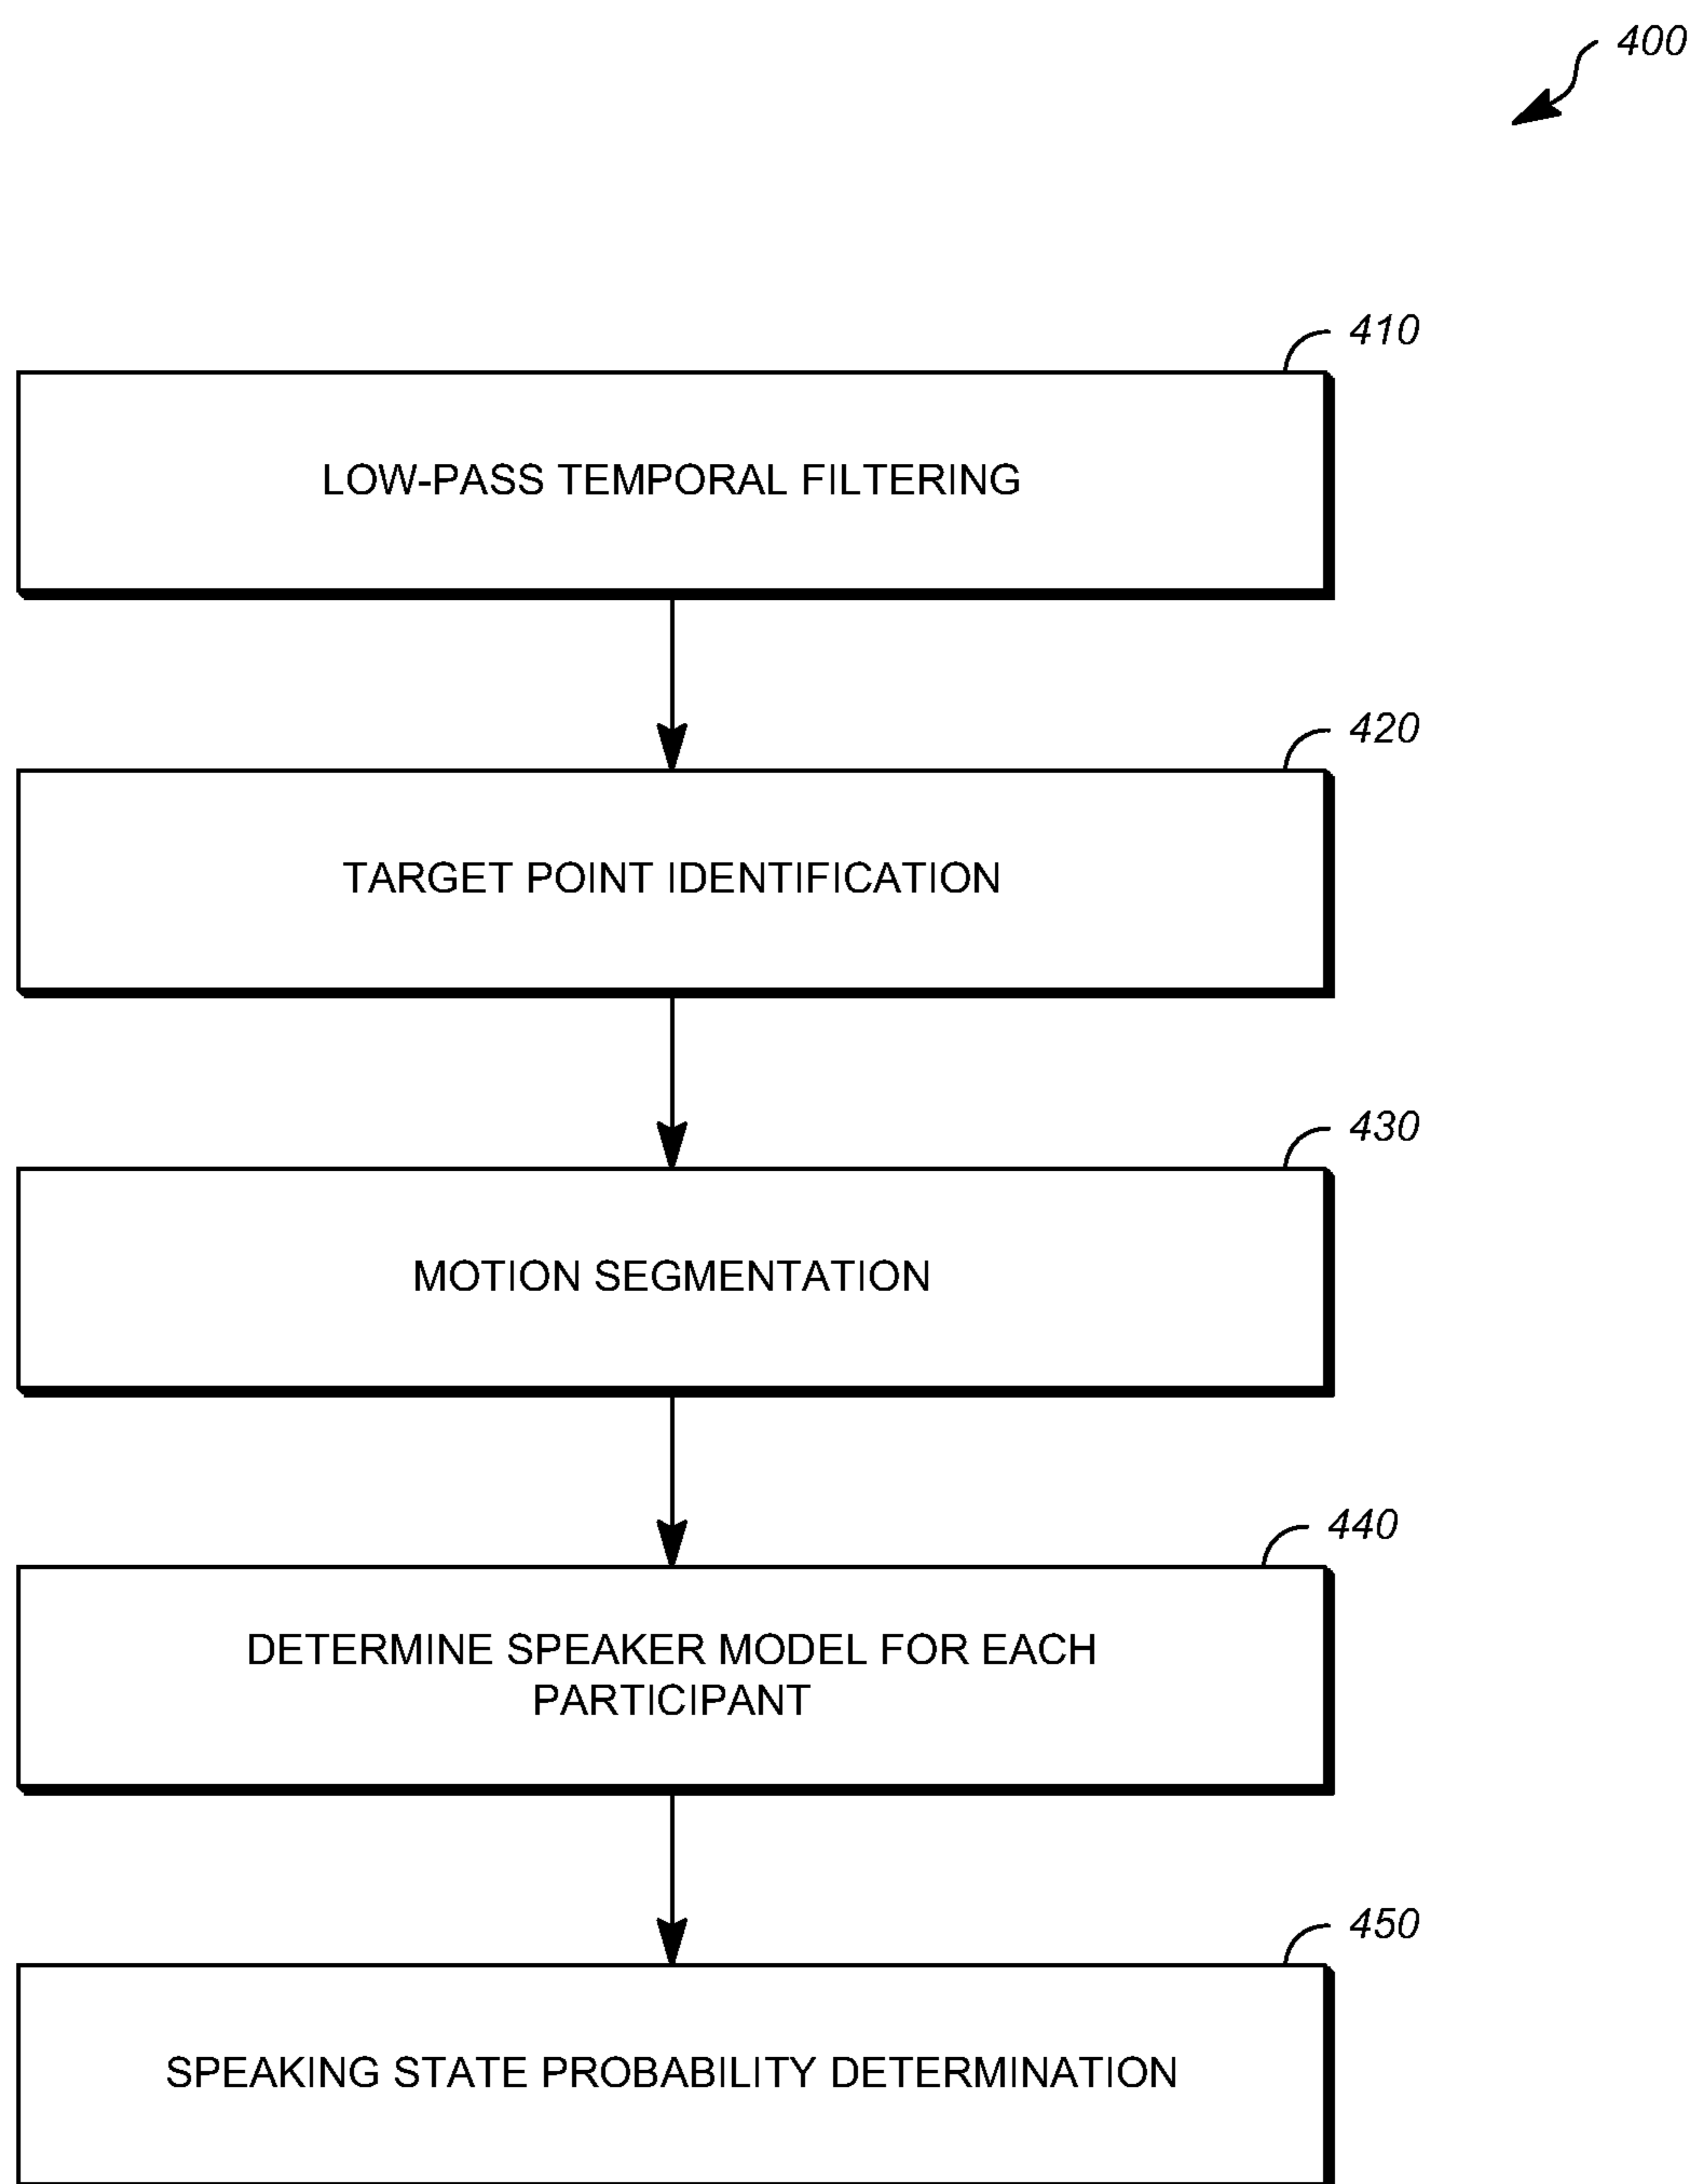 400
410
LOW-PASS TEMPORAL FILTERING
420
TARGET POINT IDENTIFICATION
430
MOTION SEGMENTATION
440
DETERMINE SPEAKER MODEL FOR EACH
PARTICIPANT
450
SPEAKING STATE PROBABILITY DETERMINATION